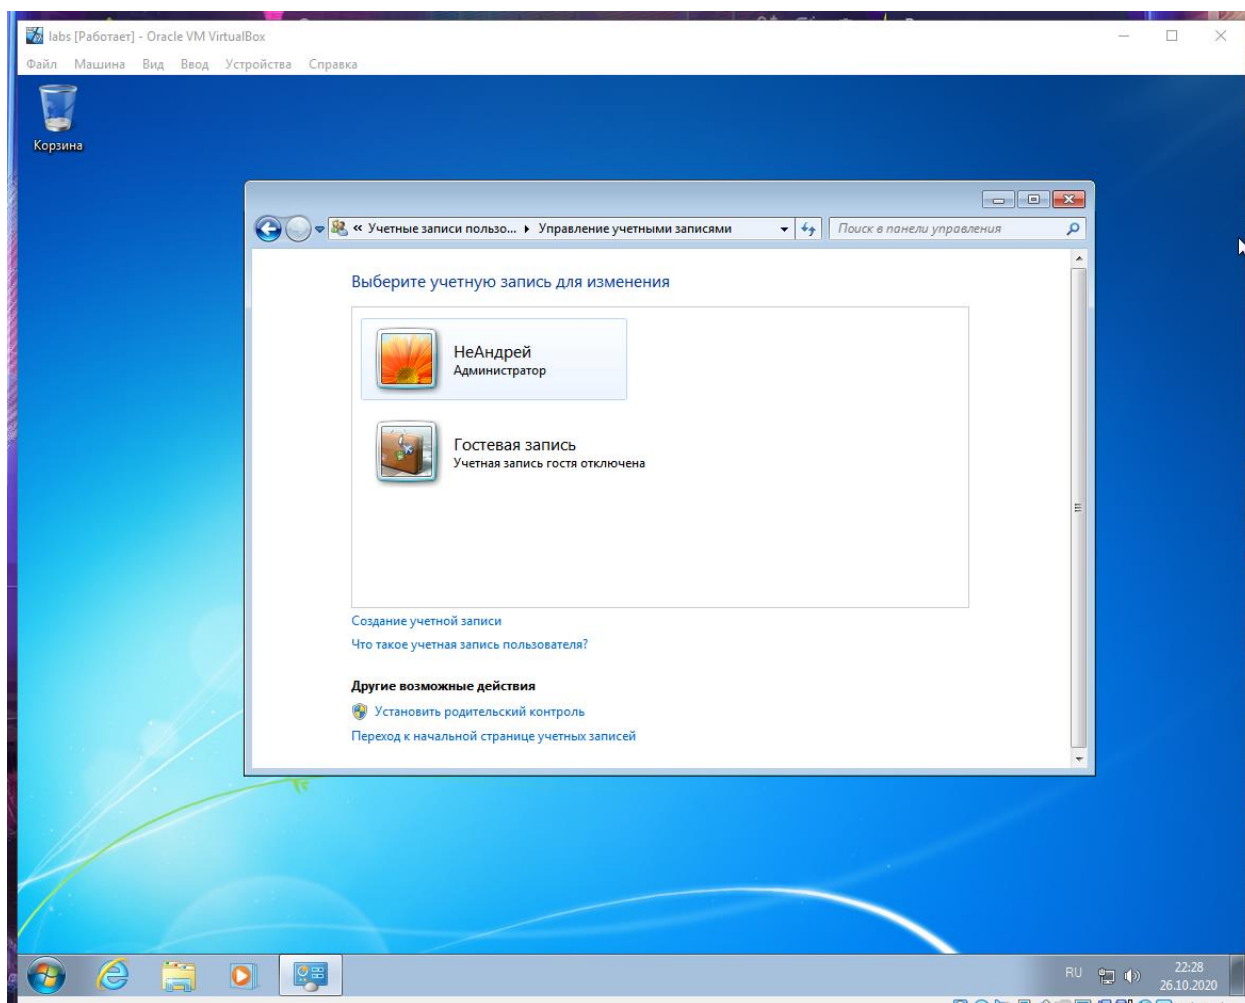 labs [Работает] - Oracle VM VirtualBox
Файл Машина Вид Ввод Устройства Справка
Корзина
« Учетные записи пользо... Управление учетными записями Поиск в панели управления
Выберите учетную запись для изменения
НеАндрей
Администратор
Гостевая запись
Учетная запись гостя отключена
Создание учетной записи
Что такое учетная запись пользователя?
Другие возможные действия
Установить родительский контроль
Переход к начальной странице учетных записей
RU 22:28
26.10.2020